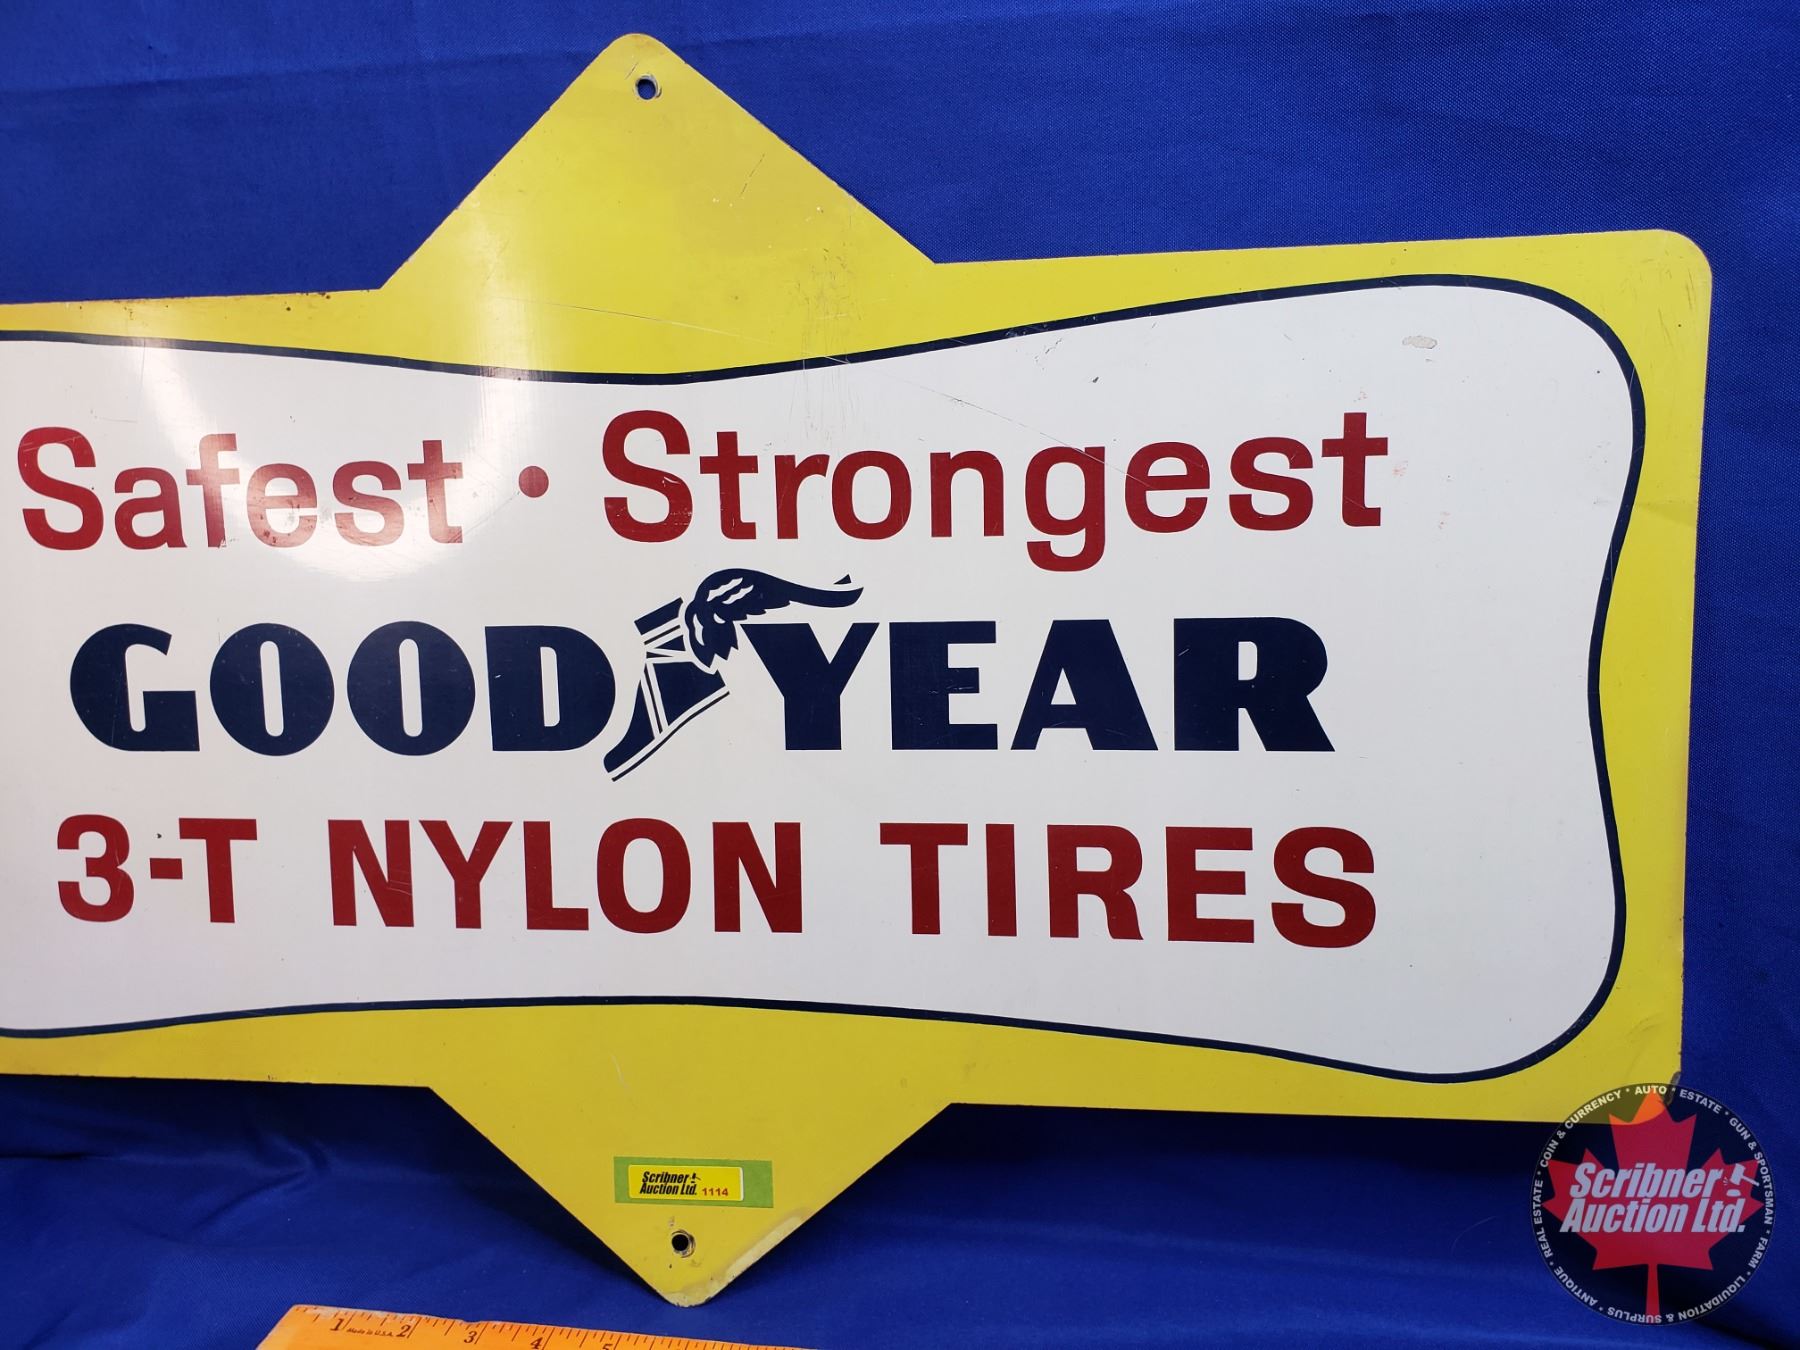 Safest • Strongest
GOODYEAR
3-T NYLON TIRES
Scribner
Auction Ltd. 1114
1 2 3 4 5
Made in U.S.A.
COIN & CURRENCY • AUTO • ESTATE • GUN & SPORTSMAN • FARM • LIQUIDATION & SURPLUS • ANTIQUE • REAL ESTATE •
Scribner
Auction Ltd.